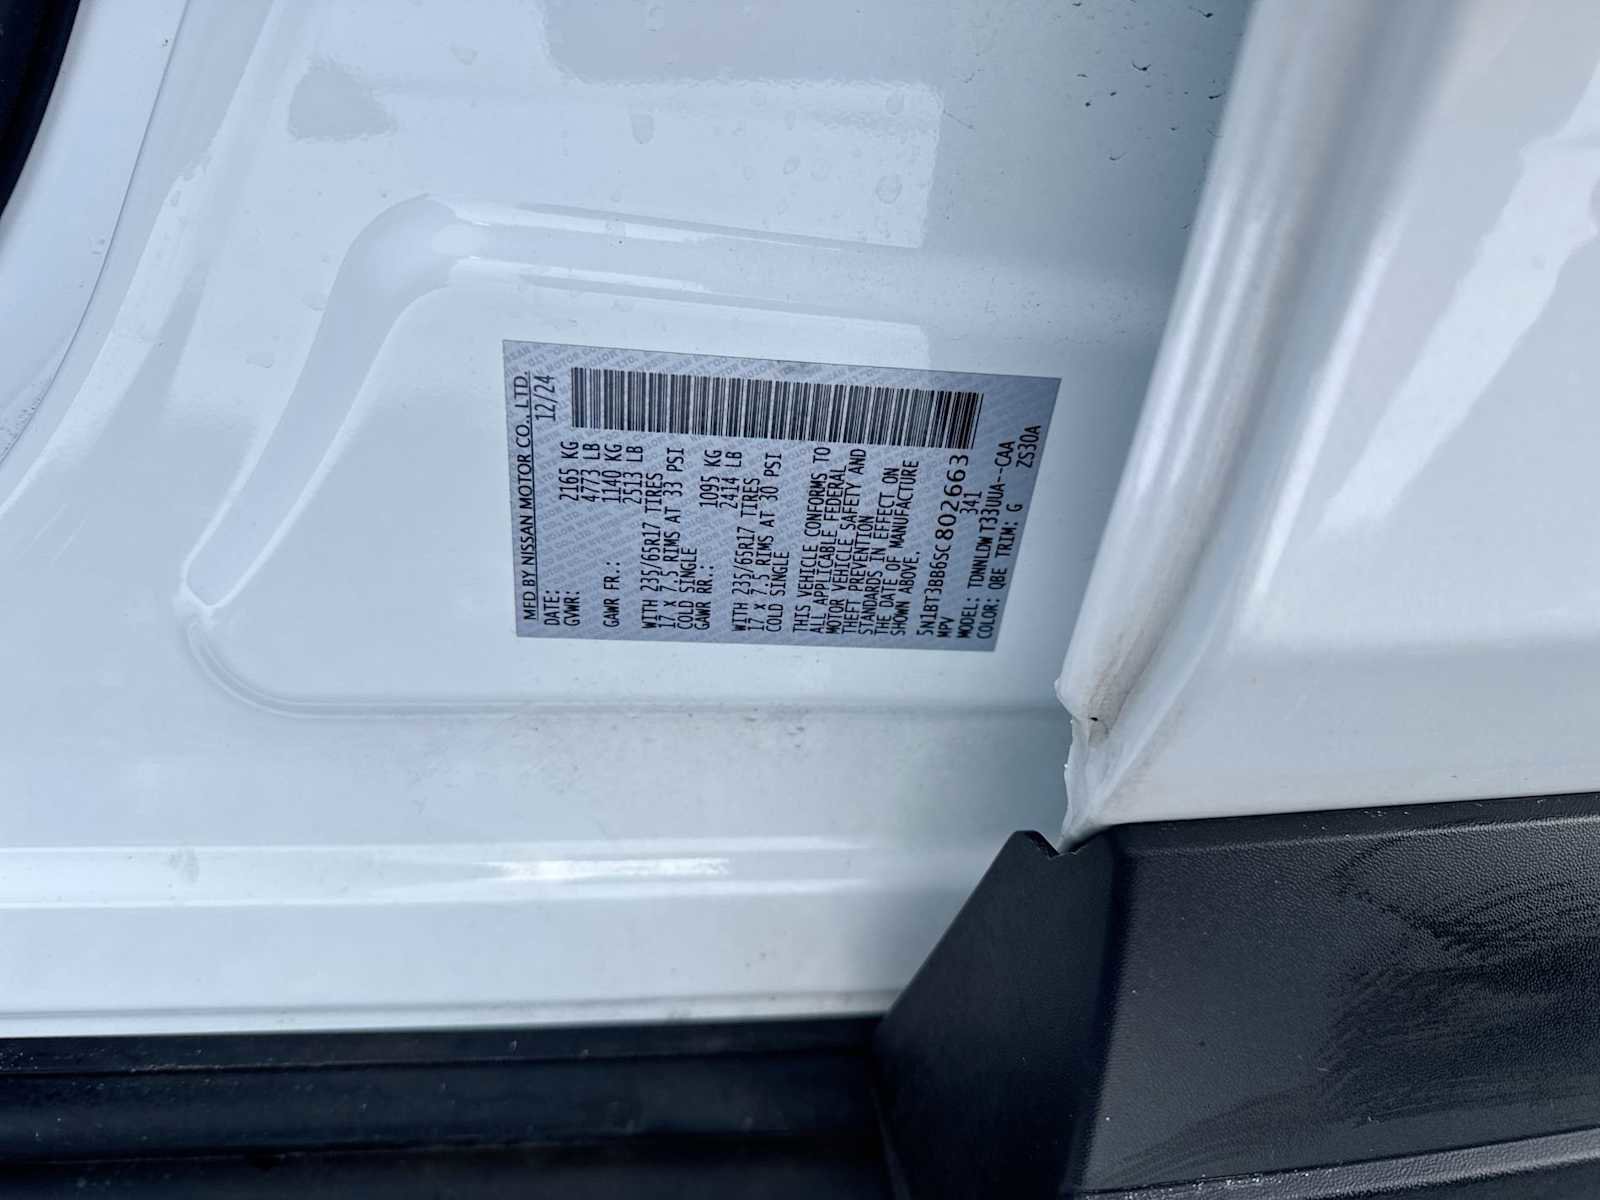 MFD BY NISSAN MOTOR CO., LTD.
DATE: 12/24
GVWR: 2165 KG
4773 LB
GAWR FR.: 1140 KG
2513 LB
WITH 235/65R17 TIRES
17 X 7.5 RIMS AT 33 PSI
COLD SINGLE
GAWR RR.: 1095 KG
2414 LB
WITH 235/65R17 TIRES
17 X 7.5 RIMS AT 30 PSI
COLD SINGLE
THIS VEHICLE CONFORMS TO
ALL APPLICABLE FEDERAL
MOTOR VEHICLE SAFETY AND
THEFT PREVENTION
STANDARDS IN EFFECT ON
THE DATE OF MANUFACTURE
SHOWN ABOVE.
5N1BT3BB6SC802663
MPV 341
MODEL: TDNNLDW T33UUA--CAA
COLOR: QBE TRIM: G ZS30A